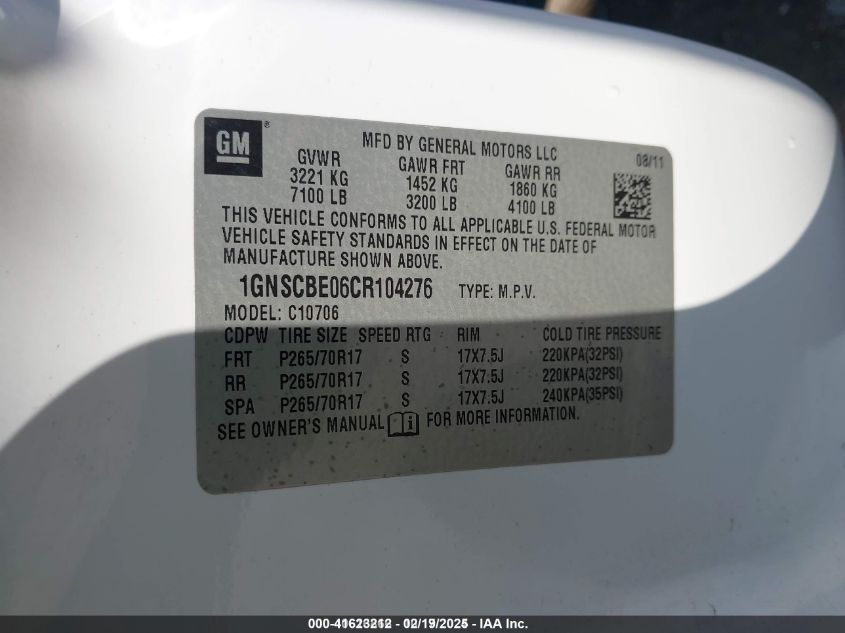 GM®
MFD BY GENERAL MOTORS LLC
08/11
GVWR GAWR FRT GAWR RR
3221 KG 1452 KG 1860 KG
7100 LB 3200 LB 4100 LB
THIS VEHICLE CONFORMS TO ALL APPLICABLE U.S. FEDERAL MOTOR
VEHICLE SAFETY STANDARDS IN EFFECT ON THE DATE OF
MANUFACTURE SHOWN ABOVE.
1GNSCBE06CR104276 TYPE: M.P.V.
MODEL: C10706
CDPW TIRE SIZE SPEED RTG RIM COLD TIRE PRESSURE
FRT P265/70R17 S 17X7.5J 220KPA(32PSI)
RR P265/70R17 S 17X7.5J 220KPA(32PSI)
SPA P265/70R17 S 17X7.5J 240KPA(35PSI)
SEE OWNER'S MANUAL i FOR MORE INFORMATION.
02/19/2025 – IAA Inc.